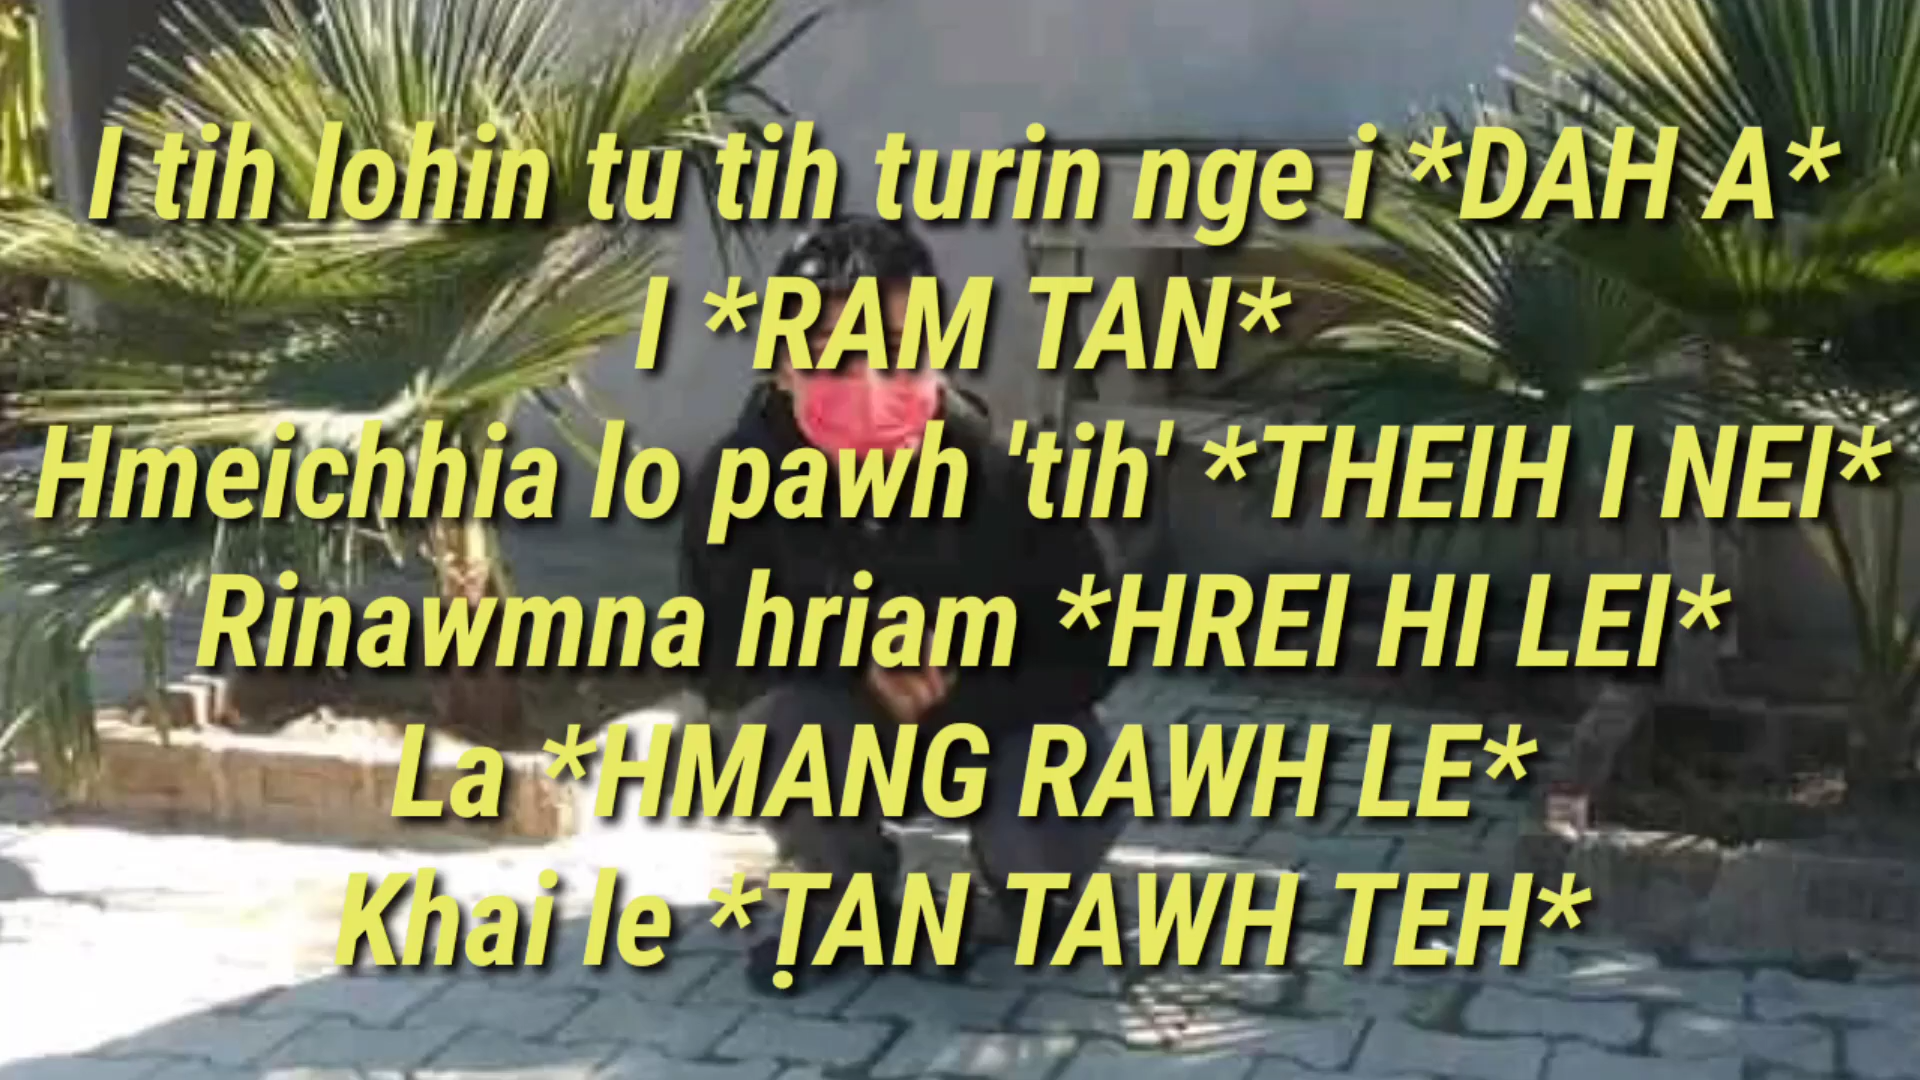 I tih lohin tu tih turin nge i *DAH A*
I *RAM TAN*
Hmeichhia lo pawh 'tih' *THEIH I NEI*
Rinawmna hriam *HREI HI LEI*
La *HMANG RAWH LE*
Khai le *ṬAN TAWH TEH*